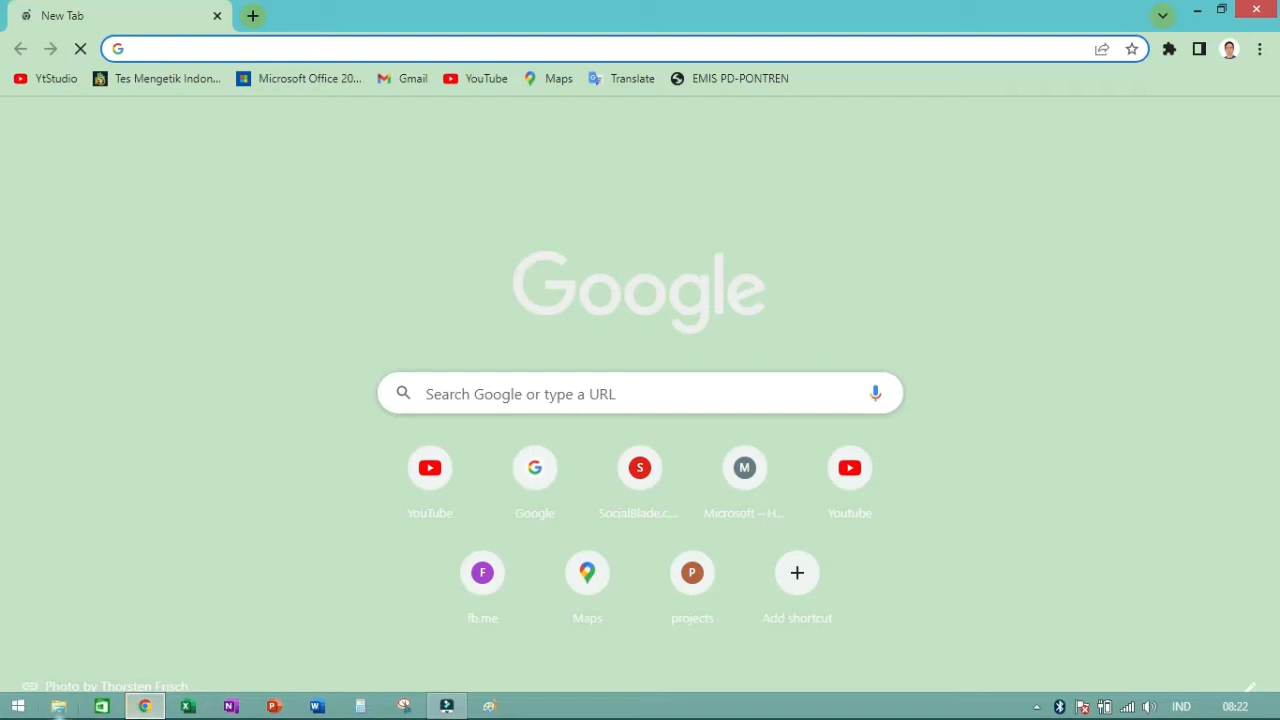 New Tab
YtStudio Tes Mengetik Indon... Microsoft Office 20... Gmail YouTube Maps Translate EMIS PD-PONTREN
Google
Search Google or type a URL
S M
YouTube Google SocialBlade.c... Microsoft – H... Youtube
F P
fb.me Maps projects Add shortcut
Photo by Thorsten Frisch
IND 08:22